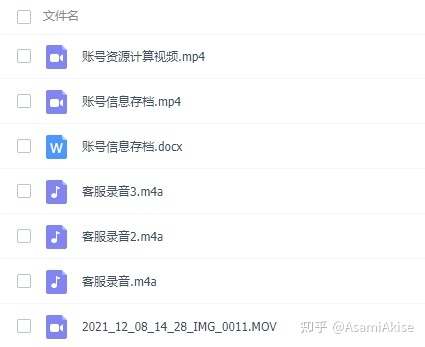 文件名
账号资源计算视频.mp4
账号信息存档.mp4
W 账号信息存档.docx
客服录音3.m4a
客服录音2.m4a
客服录音.m4a
2021_12_08_14_28_IMG_0011.MOV
知乎 @AsamiAkise